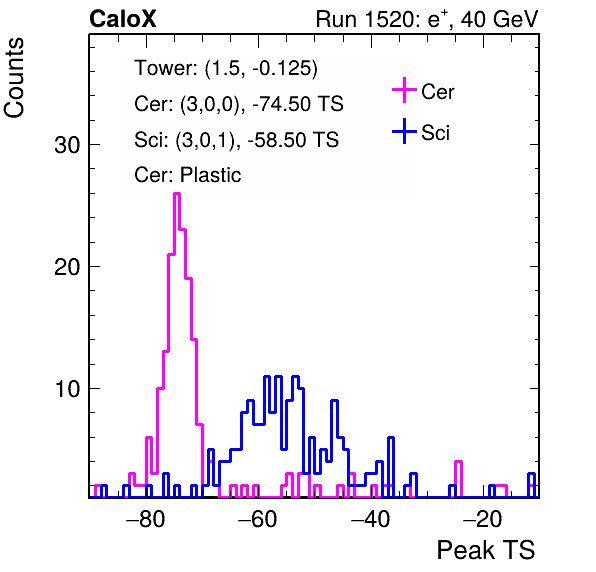 CaloX Run 1520: e⁺, 40 GeV
Counts
Tower: (1.5, -0.125)
Cer: (3,0,0), -74.50 TS
Sci: (3,0,1), -58.50 TS
Cer: Plastic
Cer
Sci
30
20
10
−80 −60 −40 −20
Peak TS